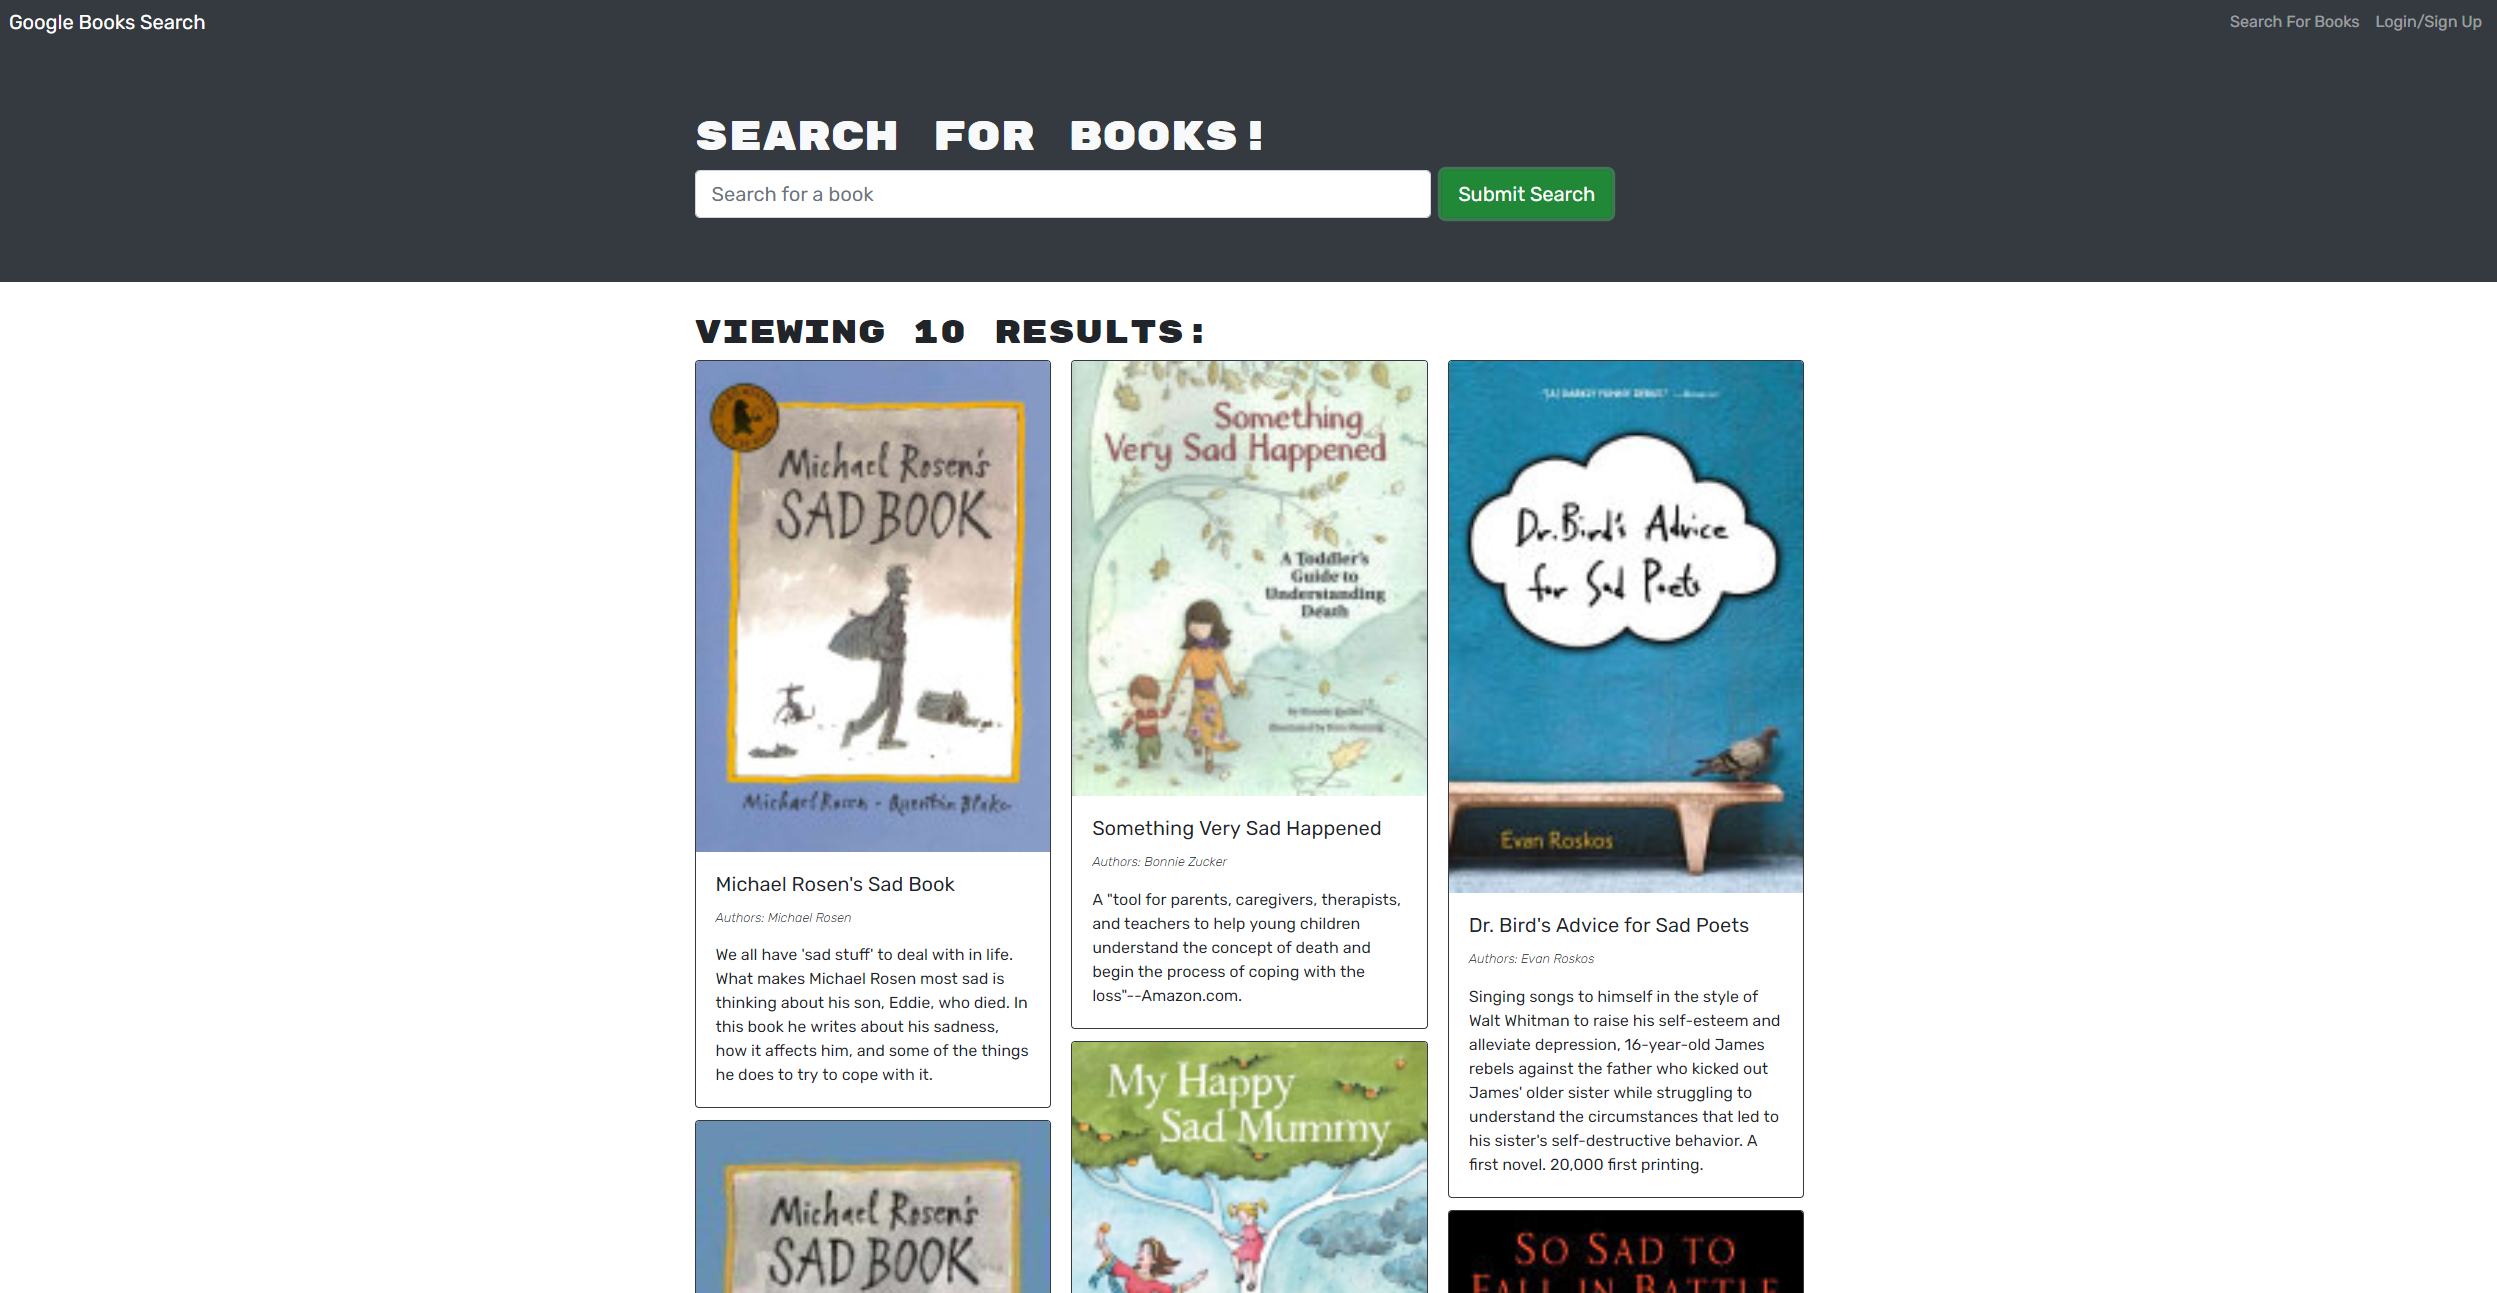 Google Books Search
Search For Books
Login/Sign Up
SEARCH FOR BOOKS!
Search for a book
Submit Search
VIEWING 10 RESULTS:
Michael Rosen's
SAD BOOK
Michael Rosen - Quentin Blake
Michael Rosen's Sad Book
Authors: Michael Rosen
We all have 'sad stuff' to deal with in life.
What makes Michael Rosen most sad is
thinking about his son, Eddie, who died. In
this book he writes about his sadness,
how it affects him, and some of the things
he does to try to cope with it.
Michael Rosen's
SAD BOOK
Something
Very Sad Happened
A Toddler's
Guide to
Understanding
Death
by Bonnie Zucker
Something Very Sad Happened
Authors: Bonnie Zucker
A "tool for parents, caregivers, therapists,
and teachers to help young children
understand the concept of death and
begin the process of coping with the
loss"--Amazon.com.
My Happy
Sad Mummy
Dr. Bird's Advice
for Sad Poets
Evan Roskos
Dr. Bird's Advice for Sad Poets
Authors: Evan Roskos
Singing songs to himself in the style of
Walt Whitman to raise his self-esteem and
alleviate depression, 16-year-old James
rebels against the father who kicked out
James' older sister while struggling to
understand the circumstances that led to
his sister's self-destructive behavior. A
first novel. 20,000 first printing.
SO SAD TO
FALL IN BATTLE